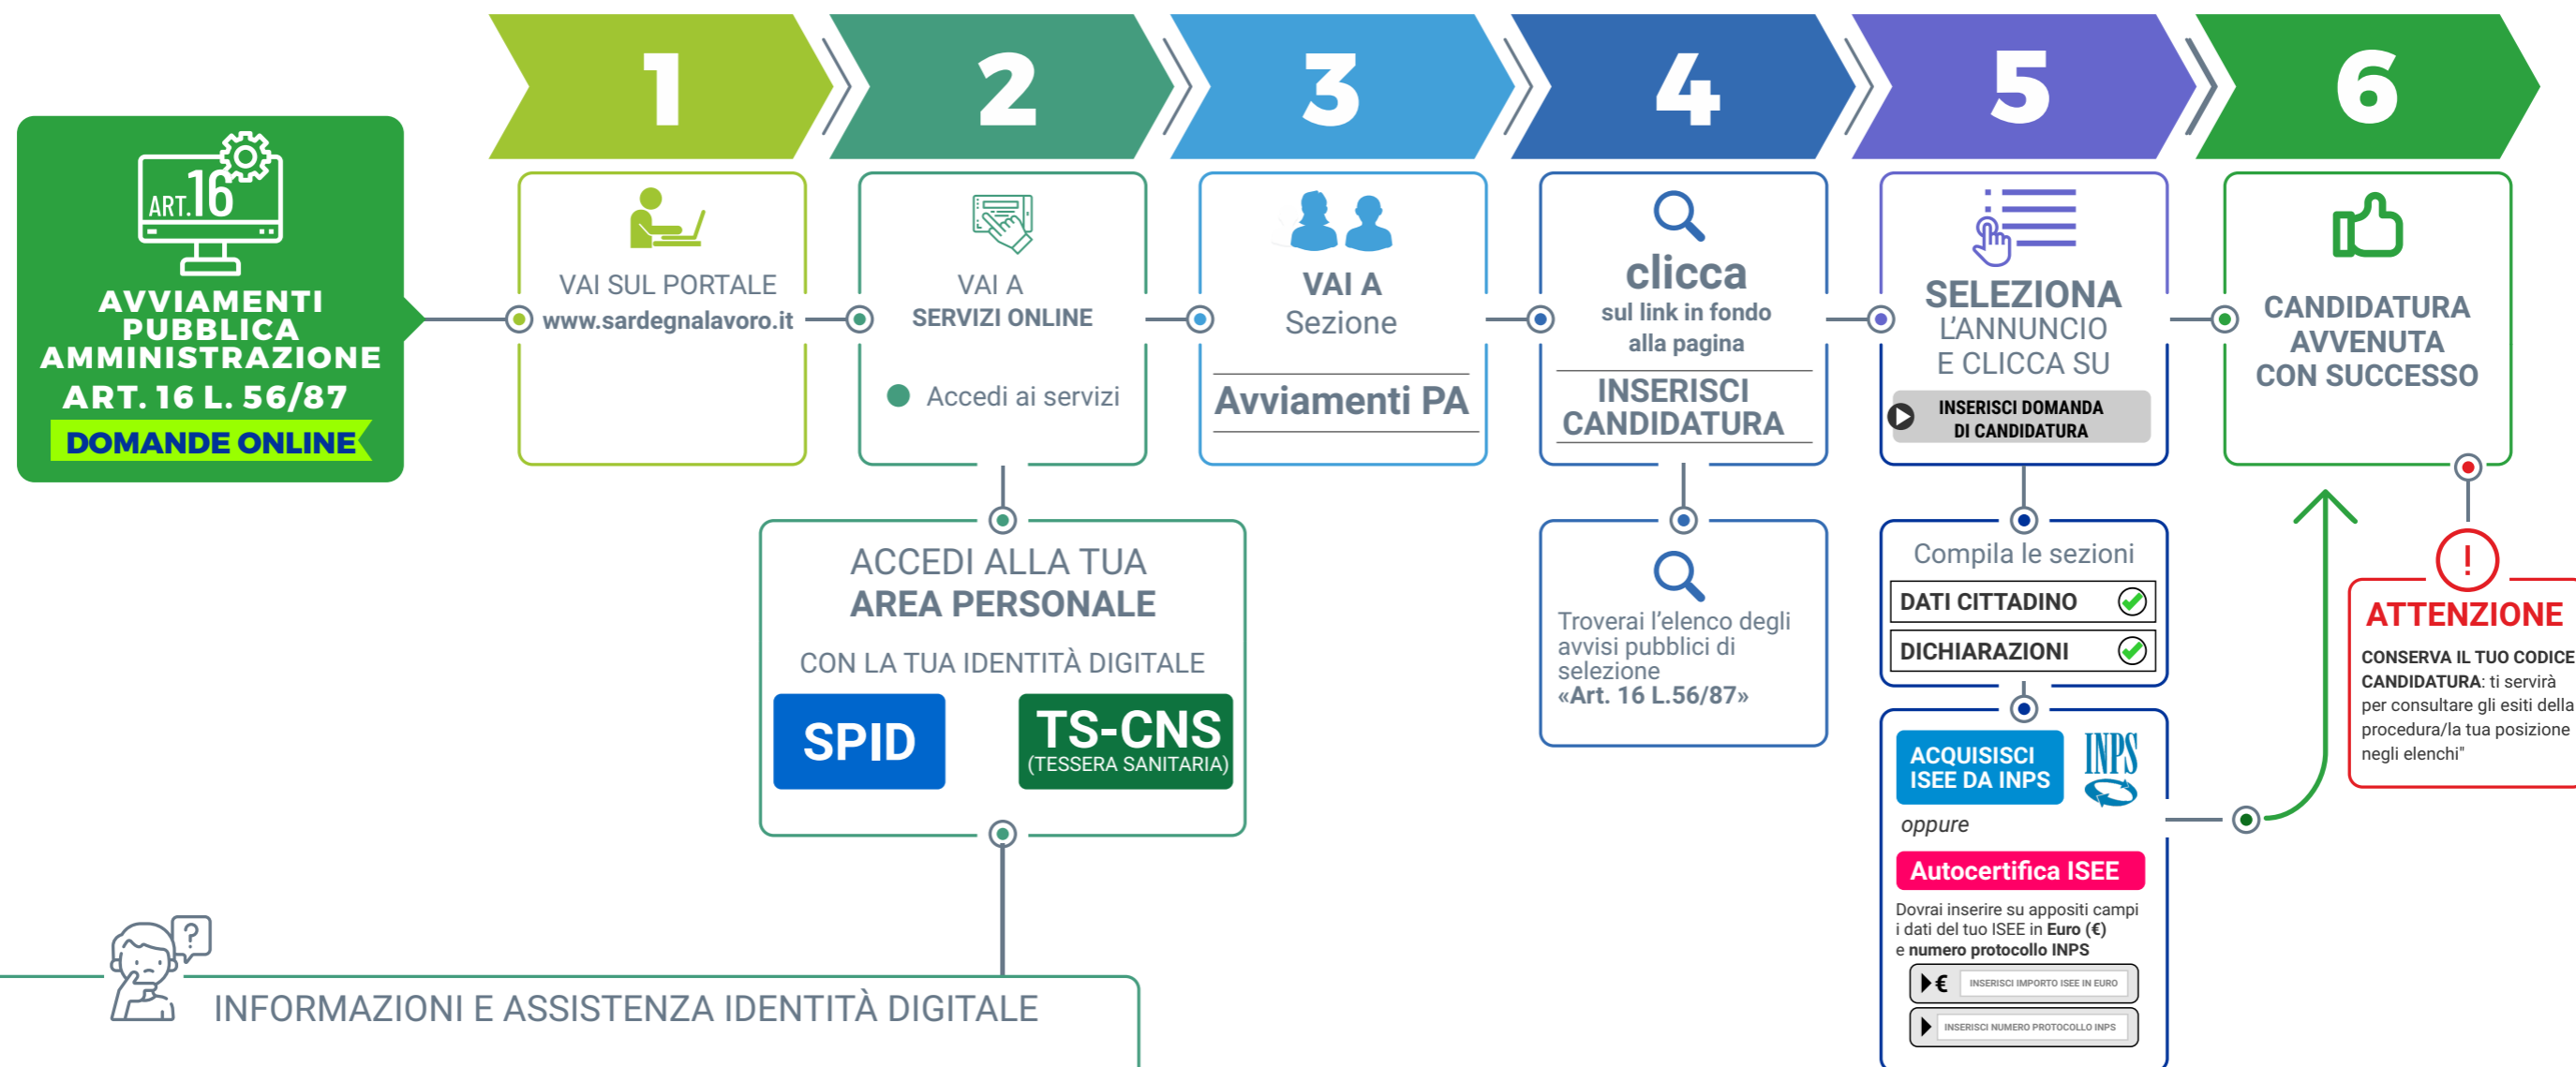 ART.16
AVVIAMENTI
PUBBLICA
AMMINISTRAZIONE
ART. 16 L. 56/87
DOMANDE ONLINE
1
VAI SUL PORTALE
www.sardegnalavoro.it
2
VAI A
SERVIZI ONLINE
Accedi ai servizi
ACCEDI ALLA TUA
AREA PERSONALE
CON LA TUA IDENTITÀ DIGITALE
SPID
TS-CNS
(TESSERA SANITARIA)
3
VAI A
Sezione
Avviamenti PA
4
clicca
sul link in fondo
alla pagina
INSERISCI
CANDIDATURA
Troverai l'elenco degli
avvisi pubblici di
selezione
«Art. 16 L.56/87»
5
SELEZIONA
L'ANNUNCIO
E CLICCA SU
INSERISCI DOMANDA
DI CANDIDATURA
Compila le sezioni
DATI CITTADINO
DICHIARAZIONI
ACQUISISCI
ISEE DA INPS
INPS
oppure
Autocertifica ISEE
Dovrai inserire su appositi campi
i dati del tuo ISEE in Euro (€)
e numero protocollo INPS
€ INSERISCI IMPORTO ISEE IN EURO
INSERISCI NUMERO PROTOCOLLO INPS
6
CANDIDATURA
AVVENUTA
CON SUCCESSO
!
ATTENZIONE
CONSERVA IL TUO CODICE
CANDIDATURA: ti servirà
per consultare gli esiti della
procedura/la tua posizione
negli elenchi"
?
INFORMAZIONI E ASSISTENZA IDENTITÀ DIGITALE